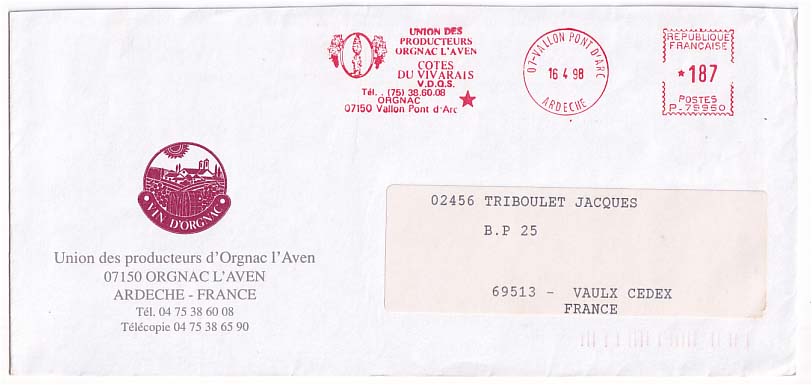 UNION DES
PRODUCTEURS
ORGNAC L'AVEN
COTES
DU VIVARAIS
V.D.Q.S.
Tél. : (75) 38.60.08
ORGNAC
07150 Vallon Pont d'Arc
07-VALLON PONT D'ARC
16 4 98
ARDECHE
REPUBLIQUE
FRANCAISE
*187
POSTES
P.79990
VIN D'ORGNAC
Union des producteurs d'Orgnac l'Aven
07150 ORGNAC L'AVEN
ARDECHE - FRANCE
Tél. 04 75 38 60 08
Télécopie 04 75 38 65 90
02456 TRIBOULET JACQUES
B.P 25
69513 - VAULX CEDEX
FRANCE